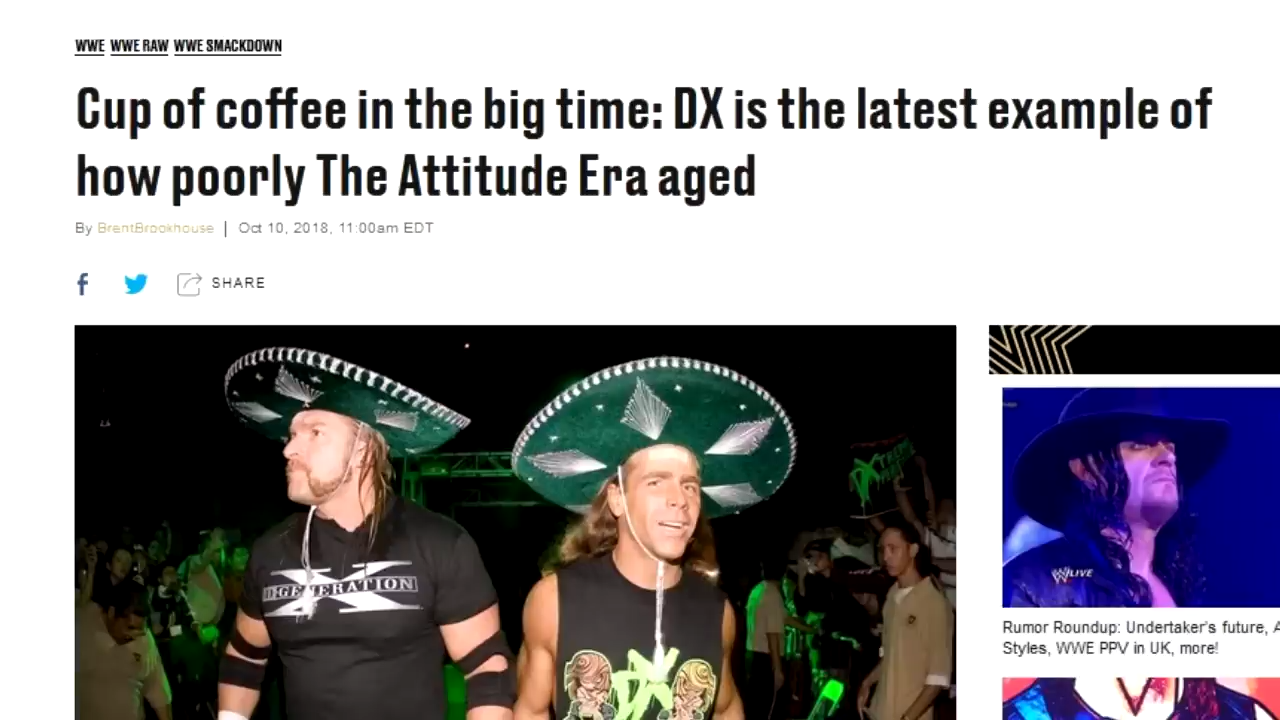 WWE WWE RAW WWE SMACKDOWN
Cup of coffee in the big time: DX is the latest example of
how poorly The Attitude Era aged
By BrentBrookhouse | Oct 10, 2018, 11:00am EDT
SHARE
DX
DGENERATION
DX
LIVE
Rumor Roundup: Undertaker's future, A
Styles, WWE PPV in UK, more!